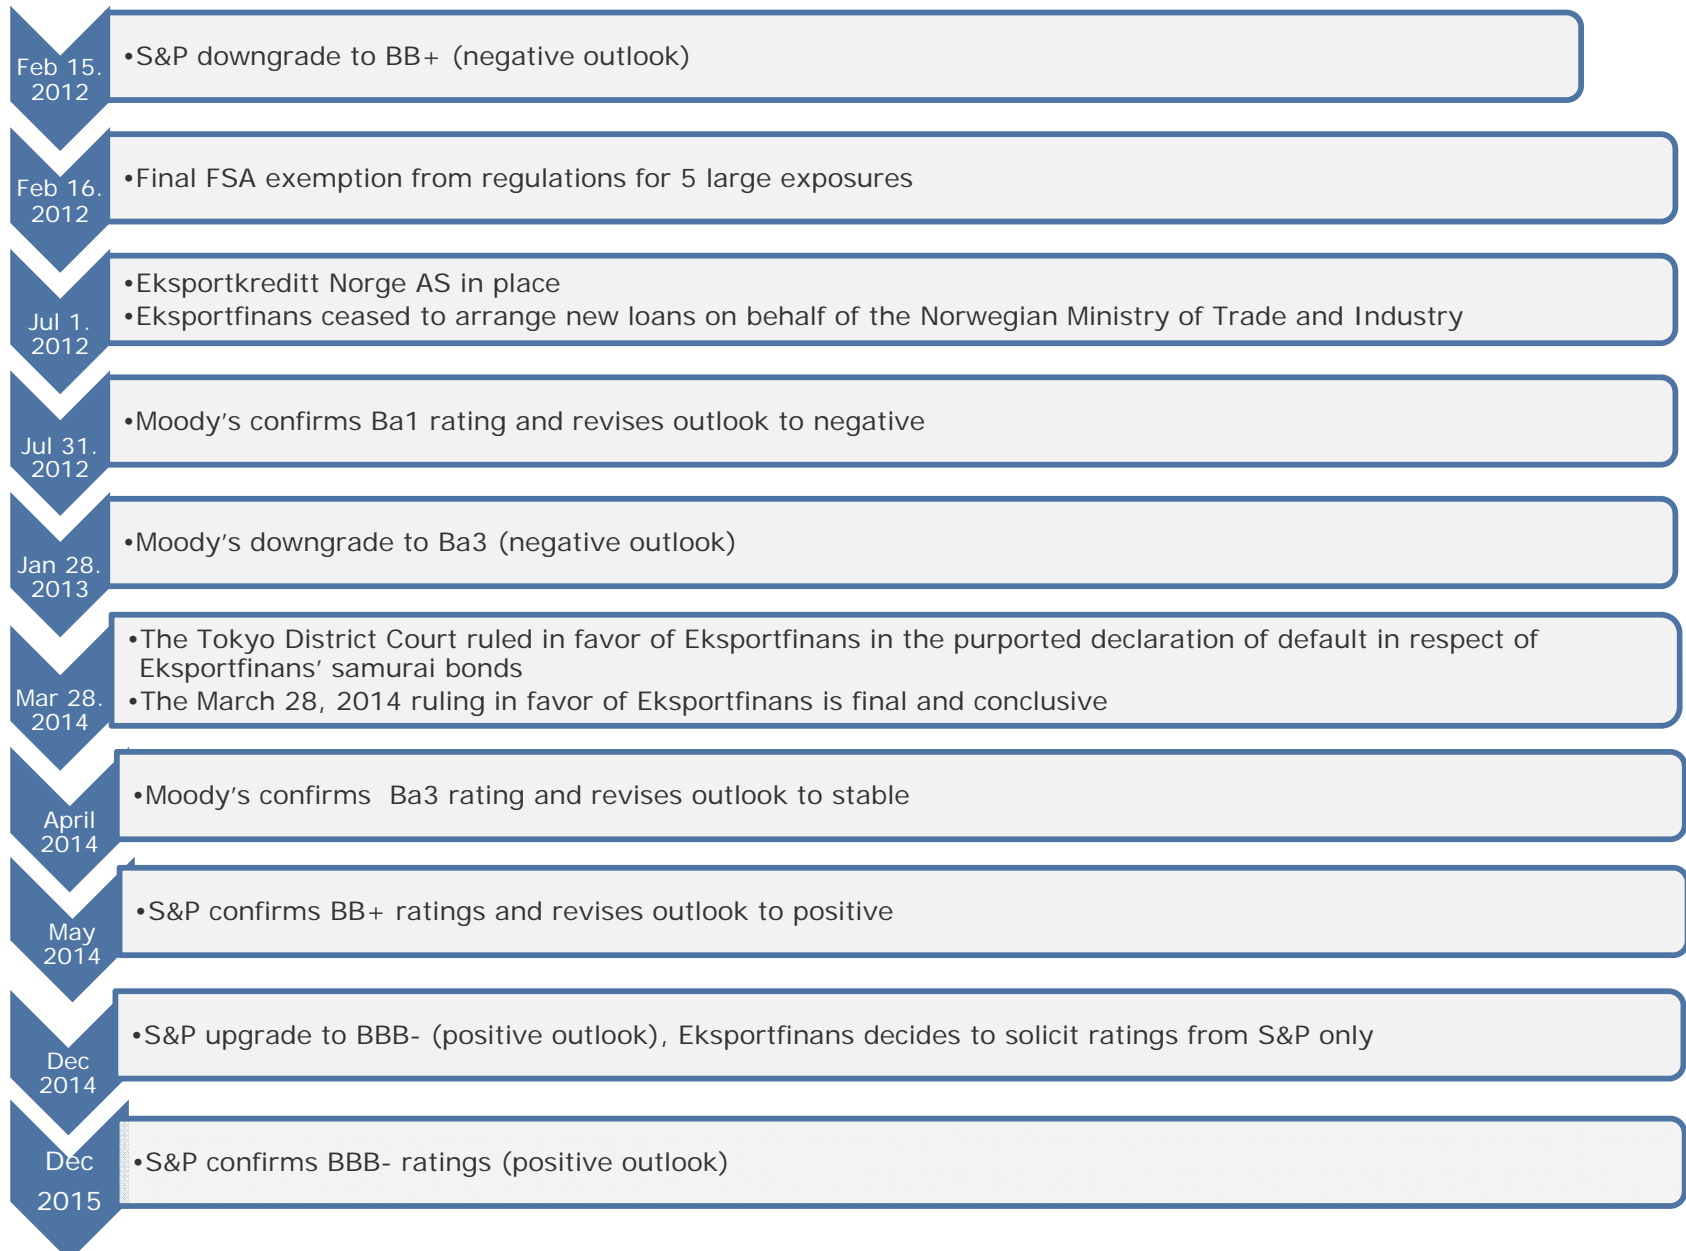 Feb 15.
2012
•S&P downgrade to BB+ (negative outlook)
Feb 16.
2012
•Final FSA exemption from regulations for 5 large exposures
Jul 1.
2012
•Eksportkreditt Norge AS in place
•Eksportfinans ceased to arrange new loans on behalf of the Norwegian Ministry of Trade and Industry
Jul 31.
2012
•Moody's confirms Ba1 rating and revises outlook to negative
Jan 28.
2013
•Moody's downgrade to Ba3 (negative outlook)
Mar 28.
2014
•The Tokyo District Court ruled in favor of Eksportfinans in the purported declaration of default in respect of
Eksportfinans' samurai bonds
•The March 28, 2014 ruling in favor of Eksportfinans is final and conclusive
April
2014
•Moody's confirms  Ba3 rating and revises outlook to stable
May
2014
•S&P confirms BB+ ratings and revises outlook to positive
Dec
2014
•S&P upgrade to BBB- (positive outlook), Eksportfinans decides to solicit ratings from S&P only
Dec
2015
•S&P confirms BBB- ratings (positive outlook)